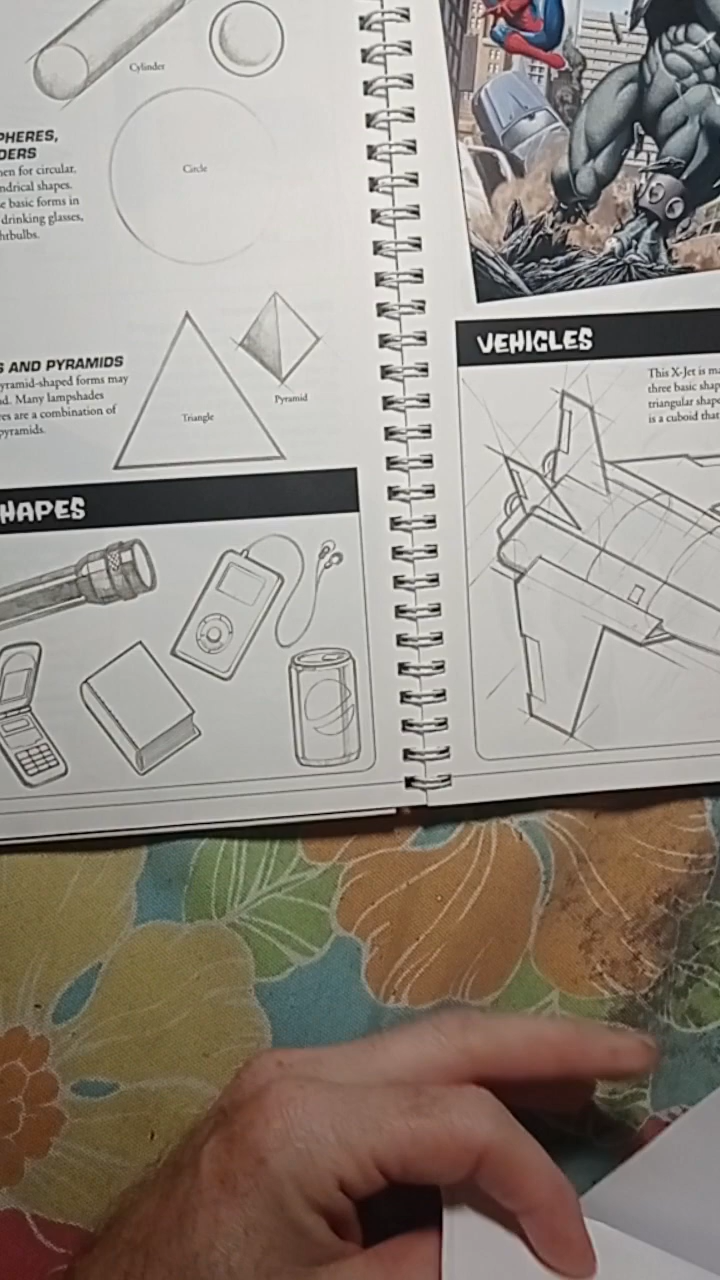 Cylinder
PHERES,
DERS
en for circular,
ndrical shapes.
e basic forms in
drinking glasses,
htbulbs.
Circle
S AND PYRAMIDS
yramid-shaped forms may
d. Many lampshades
res are a combination of
pyramids.
Triangle
Pyramid
HAPES
VEHICLES
This X-Jet is ma
three basic shap
triangular shape
is a cuboid that